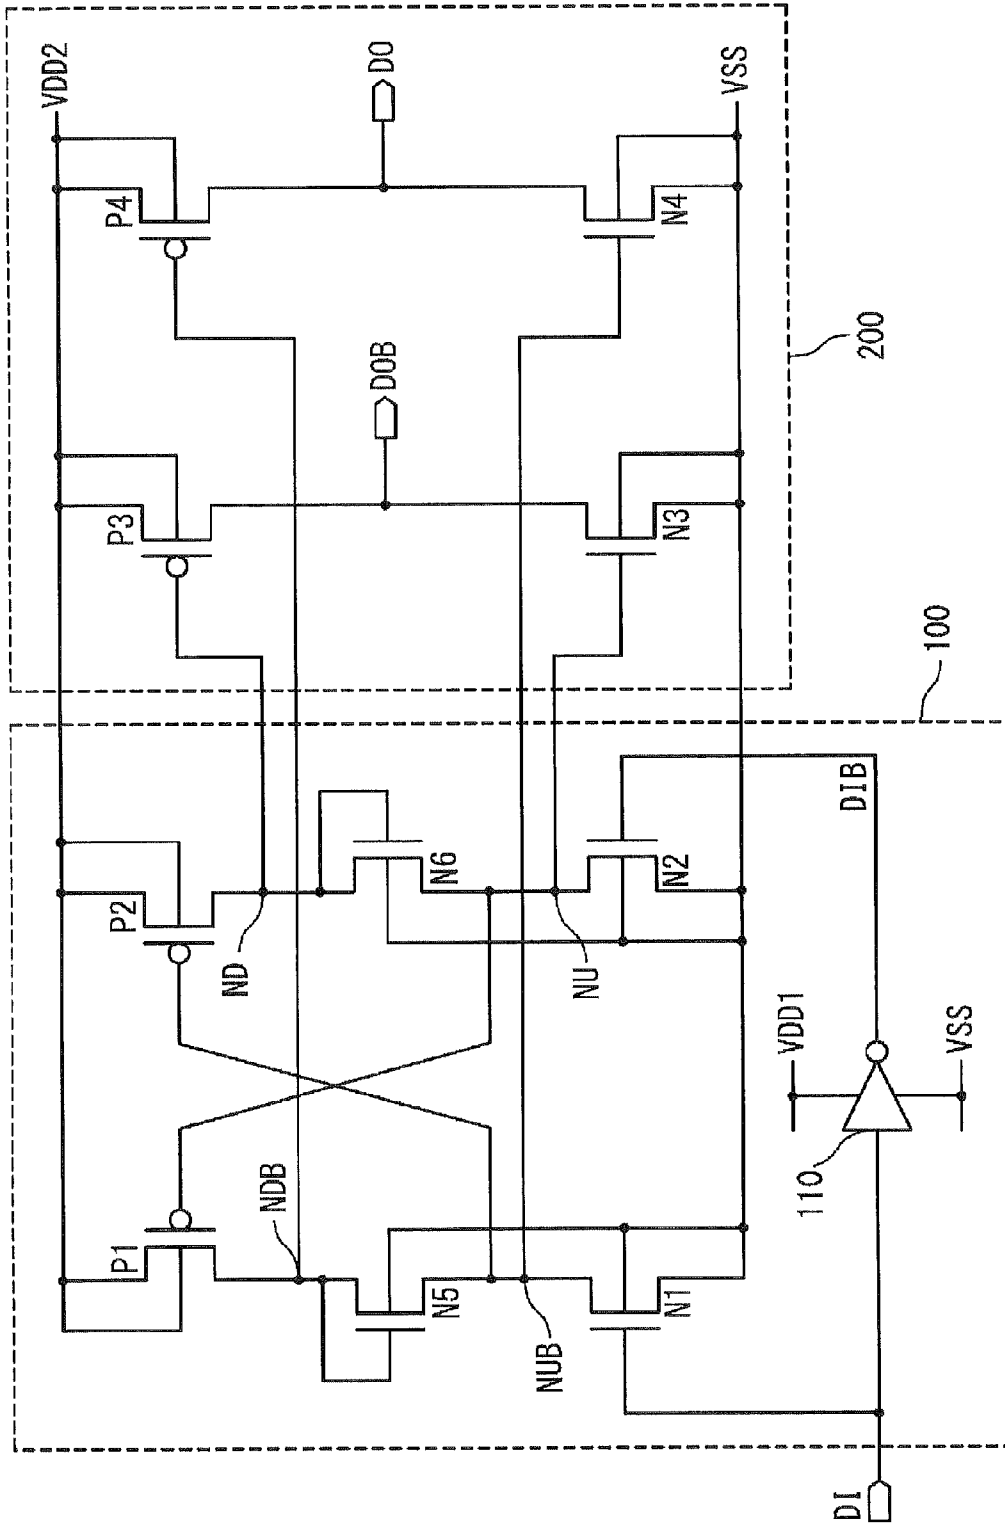 VDD2
P1
P2
P3
P4
NDB
ND
DOB
DO
N5
N6
NUB
NU
N1
N2
N3
N4
VSS
DIB
VDD1
110
VSS
DI
100
200